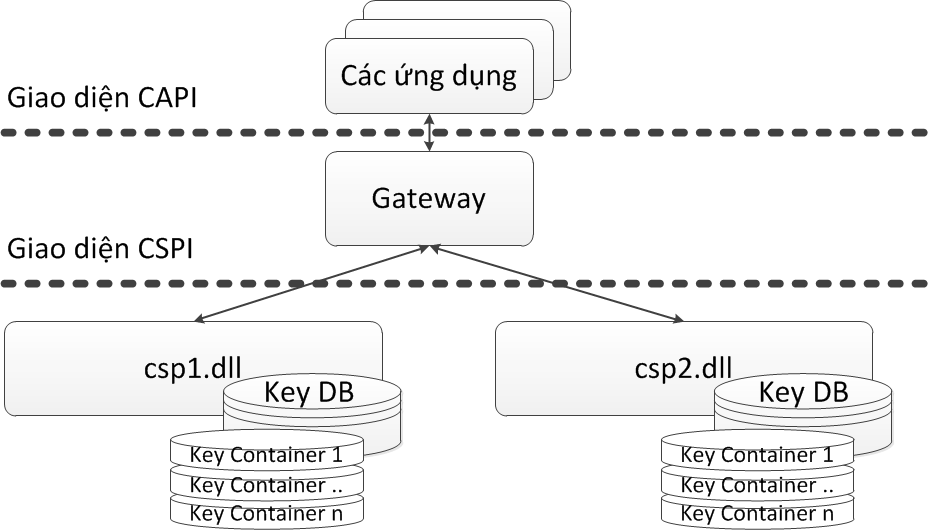 Các ứng dụng
Giao diện CAPI
Gateway
Giao diện CSPI
csp1.dll
Key DB
Key Container 1
Key Container ..
Key Container n
csp2.dll
Key DB
Key Container 1
Key Container ..
Key Container n